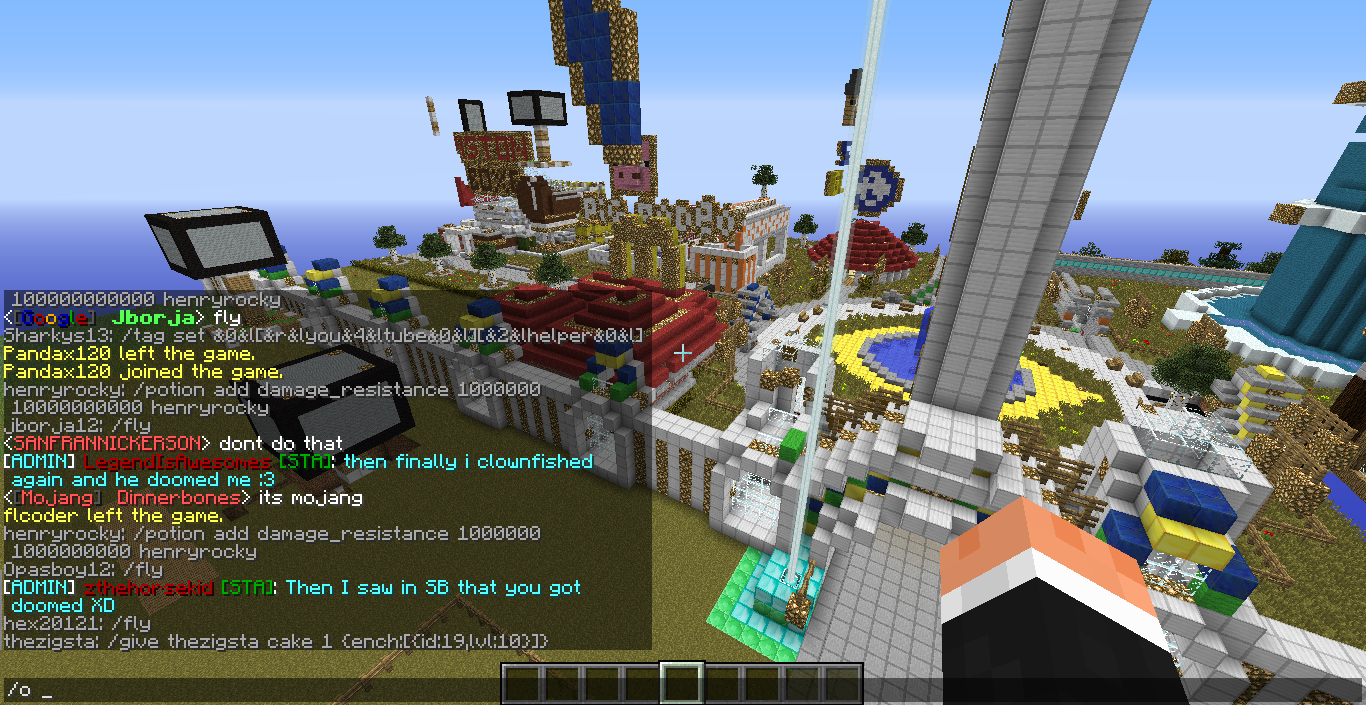 STON
100000000000 henryrocky
<[Google] Jborja> fly
Sharkys13: /tag set &0&l[&r&lyou&4&ltube&0&l][&2&lhelper&0&l]
Pandax120 left the game.
Pandax120 joined the game.
henryrocky: /potion add damage_resistance 1000000
10000000000 henryrocky
jborja12: /fly
<SANFRANNICKERSON> dont do that
[ADMIN] LegendIsAwesomes [STA]: then finally i clownfished
again and he doomed me :3
<[Mojang] Dinnerbones> its mojang
flcoder left the game.
henryrocky: /potion add damage_resistance 1000000
1000000000 henryrocky
Opasboy12: /fly
[ADMIN] zthehorsekid [STA]: Then I saw in SB that you got
doomed XD
hex20121: /fly
thezigsta: /give thezigsta cake 1 {ench:[{id:19,lvl:10}]}
/o _